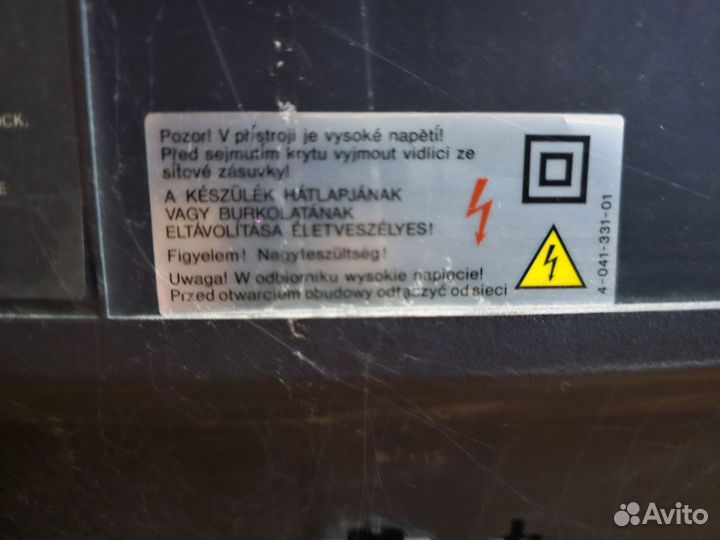 OCK.
E
Pozor! V přístroji je vysoké napětí!
Před sejmutím krytu vyjmout vidlici ze
síťové zásuvky!
A KÉSZÜLÉK HÁTLAPJÁNAK
VAGY BURKOLATÁNAK
ELTÁVOLÍTÁSA ÉLETVESZÉLYES!
Figyelem! Nagyfeszültség!
Uwaga! W odbiorniku wysokie napięcie!
Przed otwarciem obudowy odłączyć od sieci
4-041-331-01
Avito